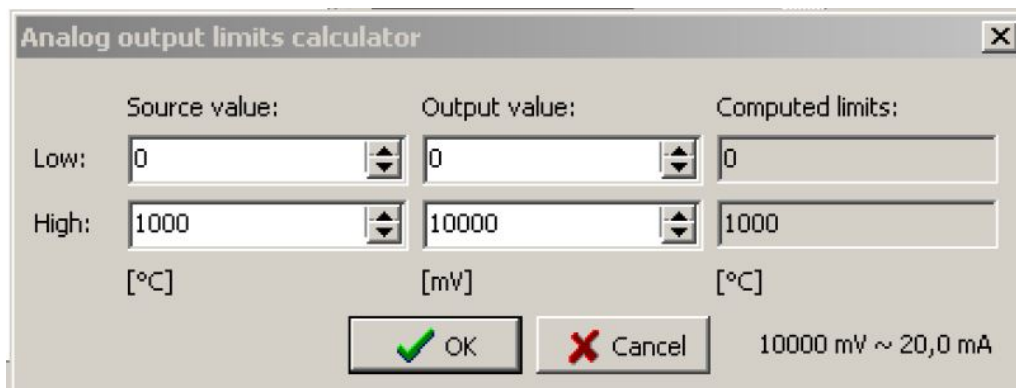 Analog output limits calculator
Source value: Output value: Computed limits:
Low: 0 0 0
High: 1000 10000 1000
[°C] [mV] [°C]
OK Cancel 10000 mV ~ 20,0 mA